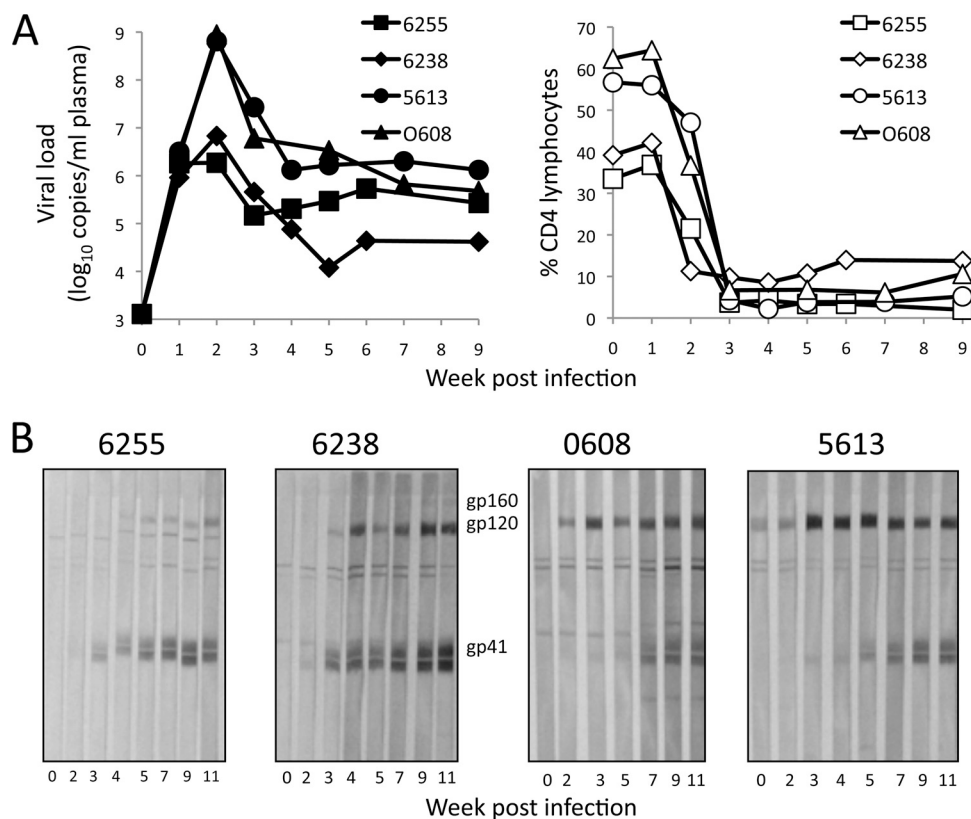 A
Viral load
(log10 copies/ml plasma)
9
8
7
6
5
4
3
0 1 2 3 4 5 6 7 8 9
6255
6238
5613
O608
% CD4 lymphocytes
70
60
50
40
30
20
10
0
0 1 2 3 4 5 6 7 9
6255
6238
5613
O608
Week post infection
B
6255 6238 0608 5613
gp160
gp120
gp41
0 2 3 4 5 7 9 11
0 2 3 4 5 7 9 11
0 2 3 5 7 9 11
0 2 3 4 5 7 9 11
Week post infection